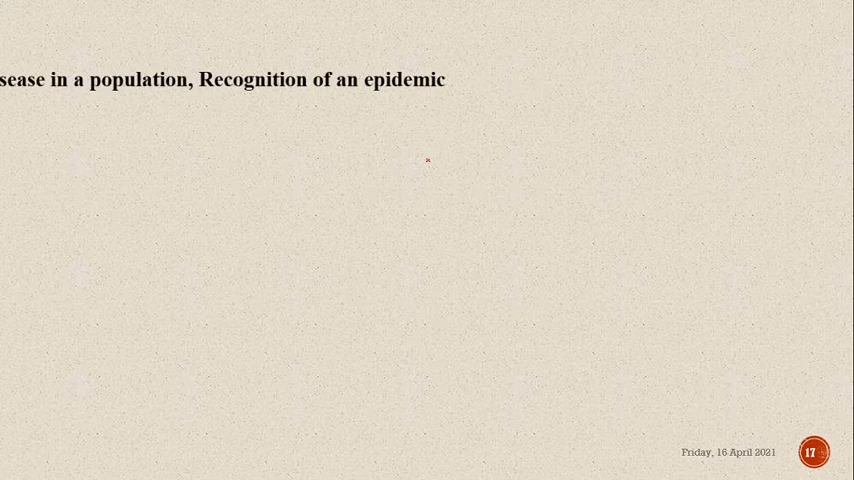 sease in a population, Recognition of an epidemic
Friday, 16 April 2021
17